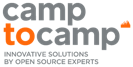 camp
tocamp
INNOVATIVE SOLUTIONS
BY OPEN SOURCE EXPERTS